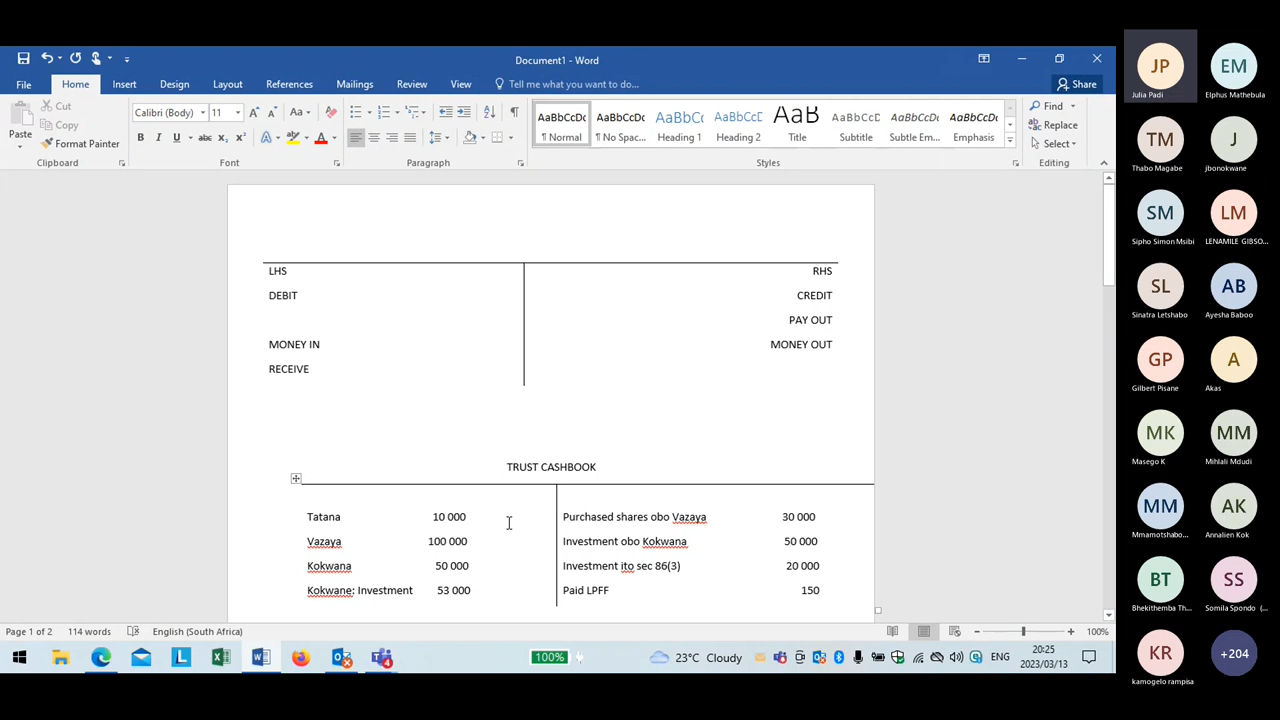 Document1 - Word
File Home Insert Design Layout References Mailings Review View Tell me what you want to do... Share
Paste
Cut
Copy
Format Painter
Clipboard
Calibri (Body) 11
Font
Paragraph
AaBbCcDc AaBbCcDc AaBbCc AaBbCcC AaB AaBbCcD AaBbCcDc AaBbCcDc
¶ Normal ¶ No Spac... Heading 1 Heading 2 Title Subtitle Subtle Em... Emphasis
Styles
Find
Replace
Select
Editing
LHS RHS
DEBIT CREDIT
PAY OUT
MONEY IN MONEY OUT
RECEIVE
TRUST CASHBOOK
Tatana 10 000 Purchased shares obo Vazaya 30 000
Vazaya 100 000 Investment obo Kokwana 50 000
Kokwana 50 000 Investment ito sec 86(3) 20 000
Kokwane: Investment 53 000 Paid LPFF 150
Page 1 of 2 114 words English (South Africa) 100%
100% 23°C Cloudy ENG 20:25
2023/03/13
JP EM
Julia Padi Elphus Mathebula
TM J
Thabo Magabe jbonokwane
SM LM
Sipho Simon Msibi LENAMILE GIBSO...
SL AB
Sinatra Letshabo Ayesha Baboo
GP A
Gilbert Pisane Akas
MK MM
Masego K Mihlali Mdudi
MM AK
Mmamotshabo... Annalien Kok
BT SS
Bhekithemba Th... Somila Spondo (...
KR +204
kamogelo rampisa